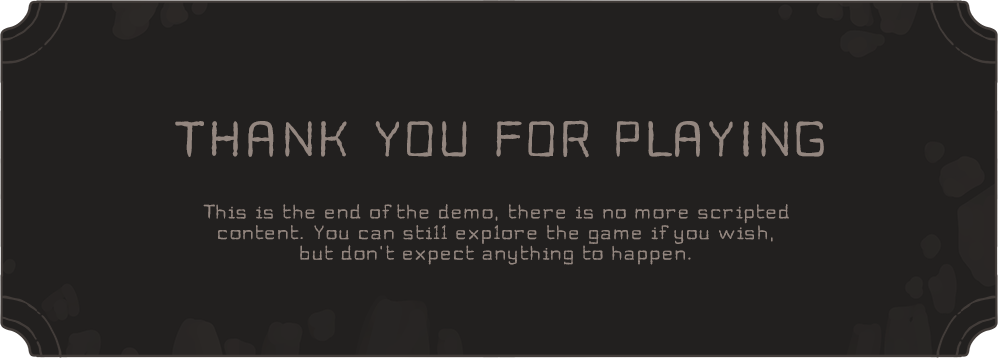 THANK YOU FOR PLAYING
This is the end of the demo, there is no more scripted
content. You can still explore the game if you wish,
but don't expect anything to happen.